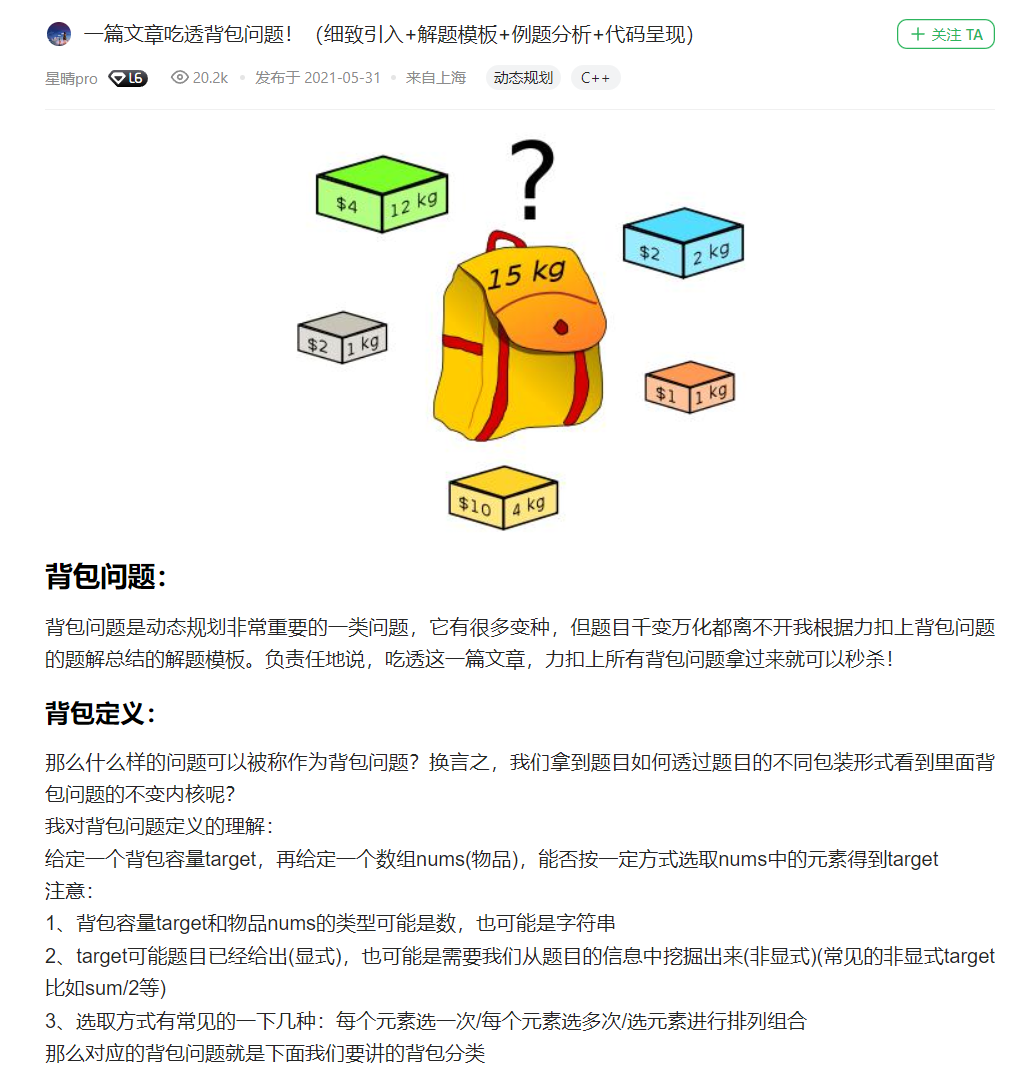 一篇文章吃透背包问题！（细致引入+解题模板+例题分析+代码呈现）
+ 关注 TA
星晴pro L6 20.2k 发布于 2021-05-31 来自上海 动态规划 C++
?
$4 12 kg
15 kg
$2 2 kg
$2 1 kg
$1 1 kg
$10 4 kg
背包问题：
背包问题是动态规划非常重要的一类问题，它有很多变种，但题目千变万化都离不开我根据力扣上背包问题
的题解总结的解题模板。负责任地说，吃透这一篇文章，力扣上所有背包问题拿过来就可以秒杀！
背包定义：
那么什么样的问题可以被称作为背包问题？换言之，我们拿到题目如何透过题目的不同包装形式看到里面背
包问题的不变内核呢？
我对背包问题定义的理解：
给定一个背包容量target，再给定一个数组nums(物品)，能否按一定方式选取nums中的元素得到target
注意：
1、背包容量target和物品nums的类型可能是数，也可能是字符串
2、target可能题目已经给出(显式)，也可能是需要我们从题目的信息中挖掘出来(非显式)(常见的非显式target
比如sum/2等)
3、选取方式有常见的一下几种：每个元素选一次/每个元素选多次/选元素进行排列组合
那么对应的背包问题就是下面我们要讲的背包分类